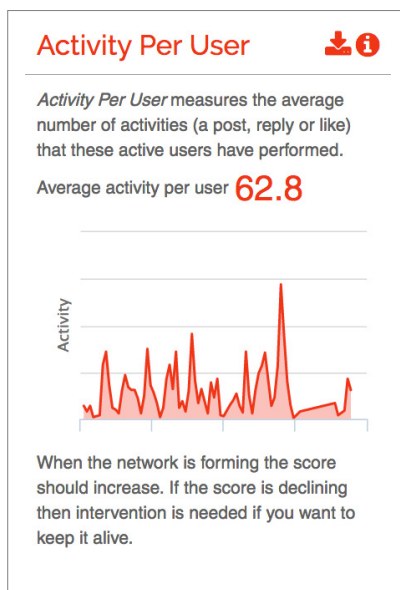 Activity Per User
Activity Per User measures the average
number of activities (a post, reply or like)
that these active users have performed.
Average activity per user 62.8
Activity
When the network is forming the score
should increase. If the score is declining
then intervention is needed if you want to
keep it alive.